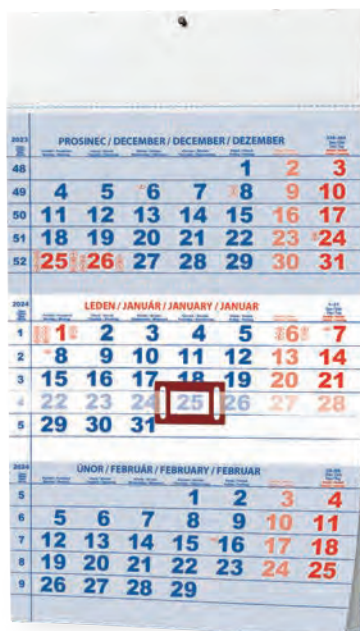 2023 PROSINEC / DECEMBER / DECEMBER / DEZEMBER
48 1 2 3
49 4 5 6 7 8 9 10
50 11 12 13 14 15 16 17
51 18 19 20 21 22 23 24
52 25 26 27 28 29 30 31
2024 LEDEN / JANUÁR / JANUARY / JANUAR
1 1 2 3 4 5 6 7
2 8 9 10 11 12 13 14
3 15 16 17 18 19 20 21
4 22 23 24 25 26 27 28
5 29 30 31
2024 ÚNOR / FEBRUÁR / FEBRUARY / FEBRUAR
5 1 2 3 4
6 5 6 7 8 9 10 11
7 12 13 14 15 16 17 18
8 19 20 21 22 23 24 25
9 26 27 28 29